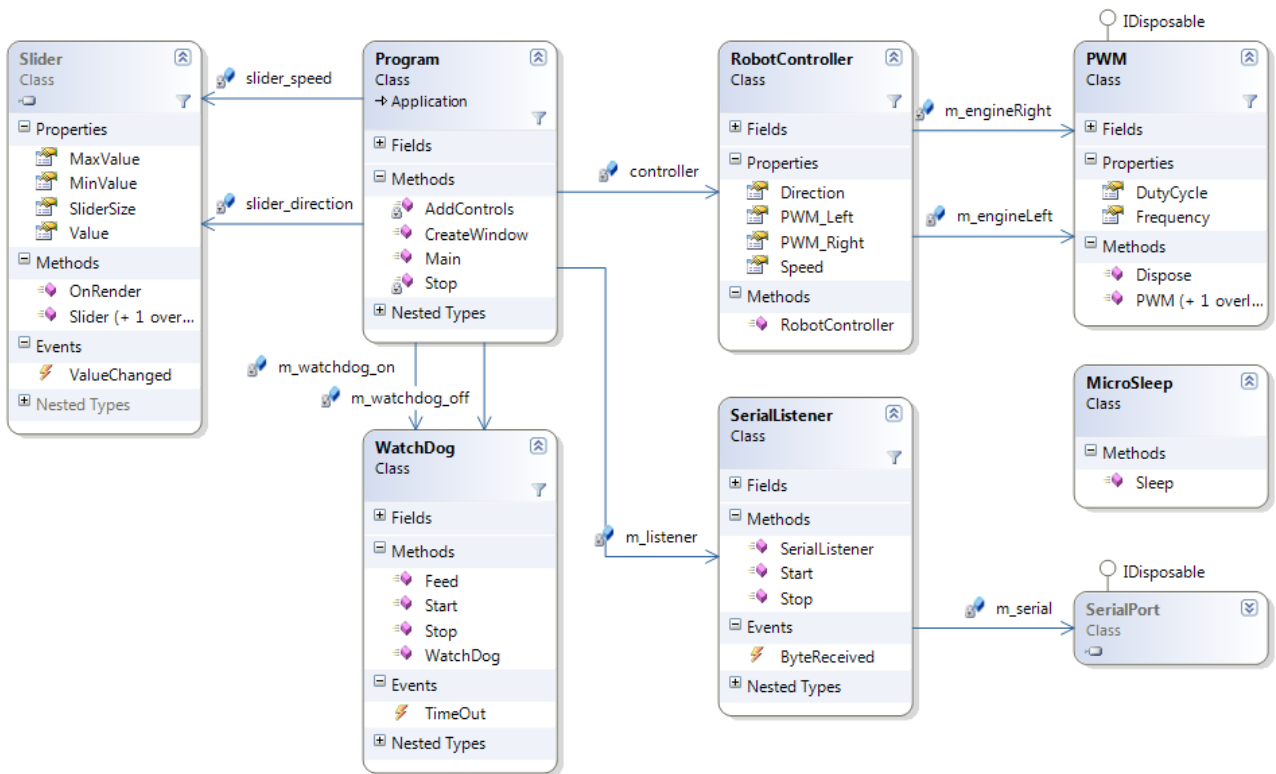 Slider
Class
Properties
MaxValue
MinValue
SliderSize
Value
Methods
OnRender
Slider (+ 1 over...
Events
ValueChanged
Nested Types
slider_speed
slider_direction
Program
Class
Application
Fields
Methods
AddControls
CreateWindow
Main
Stop
Nested Types
m_watchdog_on
m_watchdog_off
WatchDog
Class
Fields
Methods
Feed
Start
Stop
WatchDog
Events
TimeOut
Nested Types
controller
m_listener
RobotController
Class
Fields
Properties
Direction
PWM_Left
PWM_Right
Speed
Methods
RobotController
SerialListener
Class
Fields
Methods
SerialListener
Start
Stop
Events
ByteReceived
Nested Types
m_engineRight
m_engineLeft
m_serial
IDisposable
PWM
Class
Fields
Properties
DutyCycle
Frequency
Methods
Dispose
PWM (+ 1 overl...
MicroSleep
Class
Methods
Sleep
IDisposable
SerialPort
Class